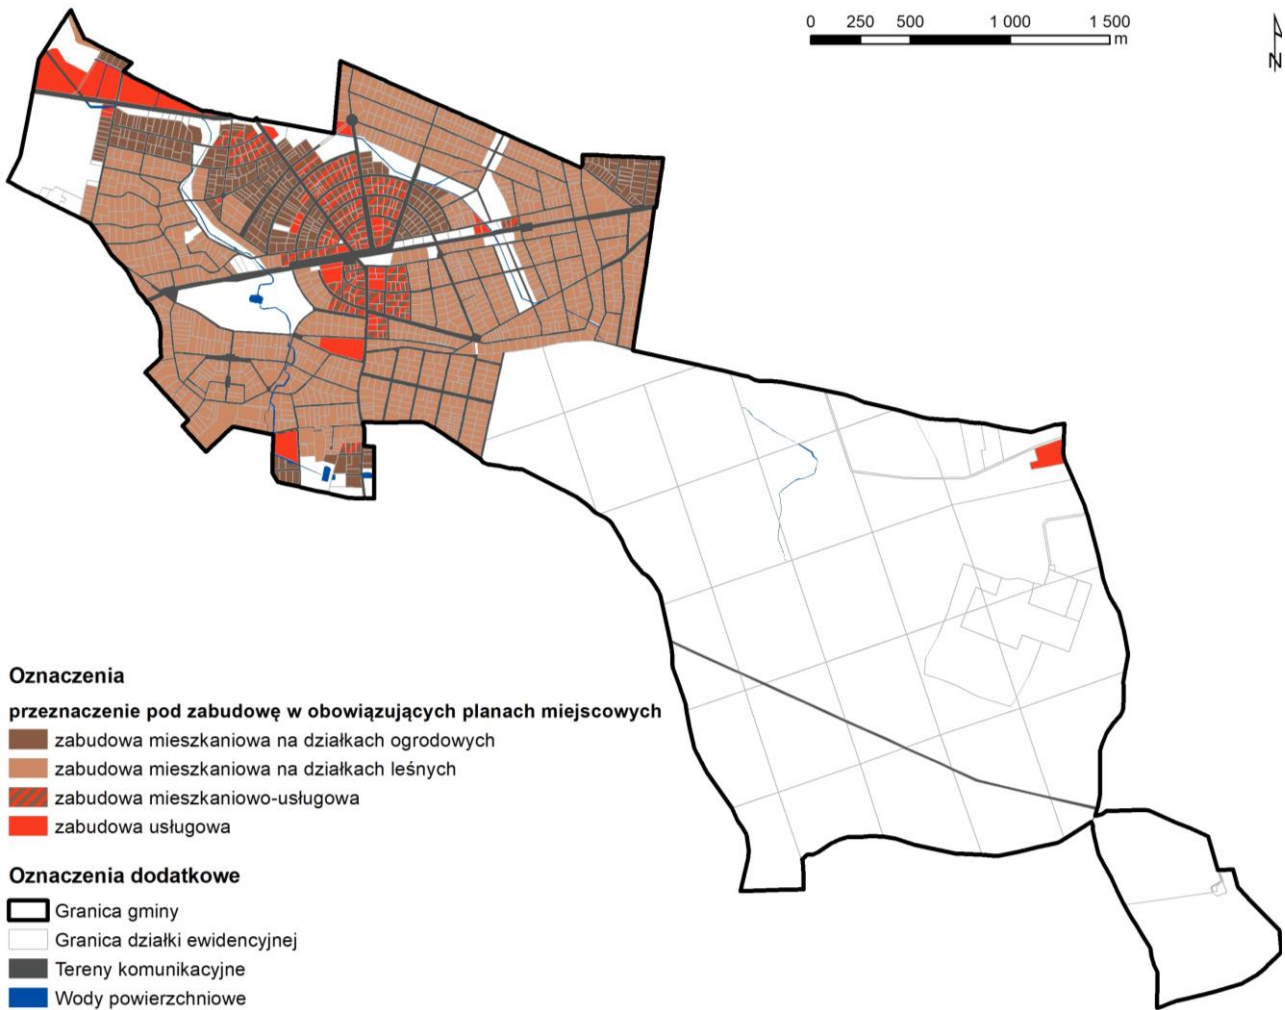 0 250 500 1 000 1 500
m
N
Oznaczenia
przeznaczenie pod zabudowę w obowiązujących planach miejscowych
zabudowa mieszkaniowa na działkach ogrodowych
zabudowa mieszkaniowa na działkach leśnych
zabudowa mieszkaniowo-usługowa
zabudowa usługowa
Oznaczenia dodatkowe
Granica gminy
Granica działki ewidencyjnej
Tereny komunikacyjne
Wody powierzchniowe